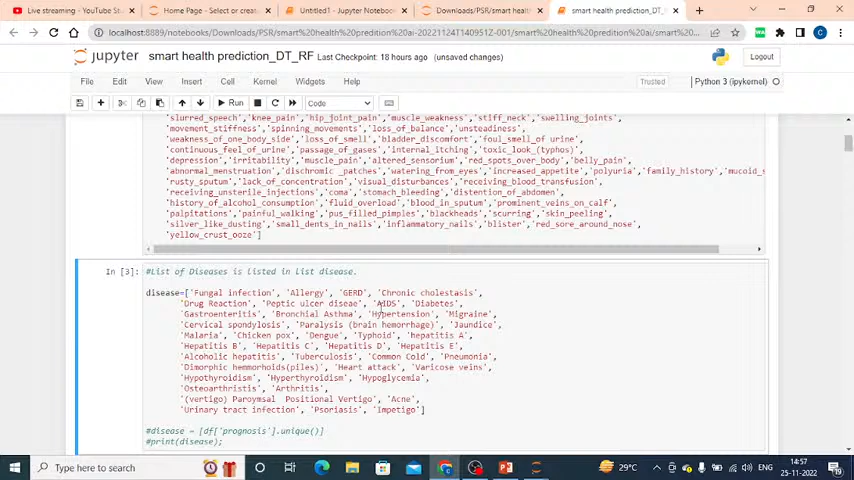 Live streaming - YouTube Stu
Home Page - Select or create
Untitled1 - Jupyter Notebook
Downloads/PSR/smart health
smart health prediction_DT_RF
localhost:8889/notebooks/Downloads/PSR/smart%20health%20predition%20ai-20221124T140951Z-001/smart%20health%20predition%20ai/smart%20health%20pre...
jupyter smart health prediction_DT_RF Last Checkpoint: 18 hours ago (unsaved changes) Logout
File Edit View Insert Cell Kernel Widgets Help Trusted Python 3 (ipykernel)
Run Code
'slurred_speech','knee_pain','hip_joint_pain','muscle_weakness','stiff_neck','swelling_joints',
'movement_stiffness','spinning_movements','loss_of_balance','unsteadiness',
'weakness_of_one_body_side','loss_of_smell','bladder_discomfort','foul_smell_of urine',
'continuous_feel_of_urine','passage_of_gases','internal_itching','toxic_look_(typhos)',
'depression','irritability','muscle_pain','altered_sensorium','red_spots_over_body','belly_pain',
'abnormal_menstruation','dischromic _patches','watering_from_eyes','increased_appetite','polyuria','family_history','mucoid_s
'rusty_sputum','lack_of_concentration','visual_disturbances','receiving_blood_transfusion',
'receiving_unsterile_injections','coma','stomach_bleeding','distention_of_abdomen',
'history_of_alcohol_consumption','fluid_overload','blood_in_sputum','prominent_veins_on_calf',
'palpitations','painful_walking','pus_filled_pimples','blackheads','scurring','skin_peeling',
'silver_like_dusting','small_dents_in_nails','inflammatory_nails','blister','red_sore_around_nose',
'yellow_crust_ooze']
In [3]: #List of Diseases is listed in list disease.
disease=['Fungal infection', 'Allergy', 'GERD', 'Chronic cholestasis',
'Drug Reaction', 'Peptic ulcer diseae', 'AIDS', 'Diabetes',
'Gastroenteritis', 'Bronchial Asthma', 'Hypertension', 'Migraine',
'Cervical spondylosis', 'Paralysis (brain hemorrhage)', 'Jaundice',
'Malaria', 'Chicken pox', 'Dengue', 'Typhoid', 'hepatitis A',
'Hepatitis B', 'Hepatitis C', 'Hepatitis D', 'Hepatitis E',
'Alcoholic hepatitis', 'Tuberculosis', 'Common Cold', 'Pneumonia',
'Dimorphic hemorrhoids(piles)', 'Heart attack', 'Varicose veins',
'Hypothyroidism', 'Hyperthyroidism', 'Hypoglycemia',
'Osteoarthristis', 'Arthritis',
'(vertigo) Paroymsal  Positional Vertigo', 'Acne',
'Urinary tract infection', 'Psoriasis', 'Impetigo']
#disease = [df['prognosis'].unique()]
#print(disease);
Type here to search
29°C ENG 14:57 25-11-2022